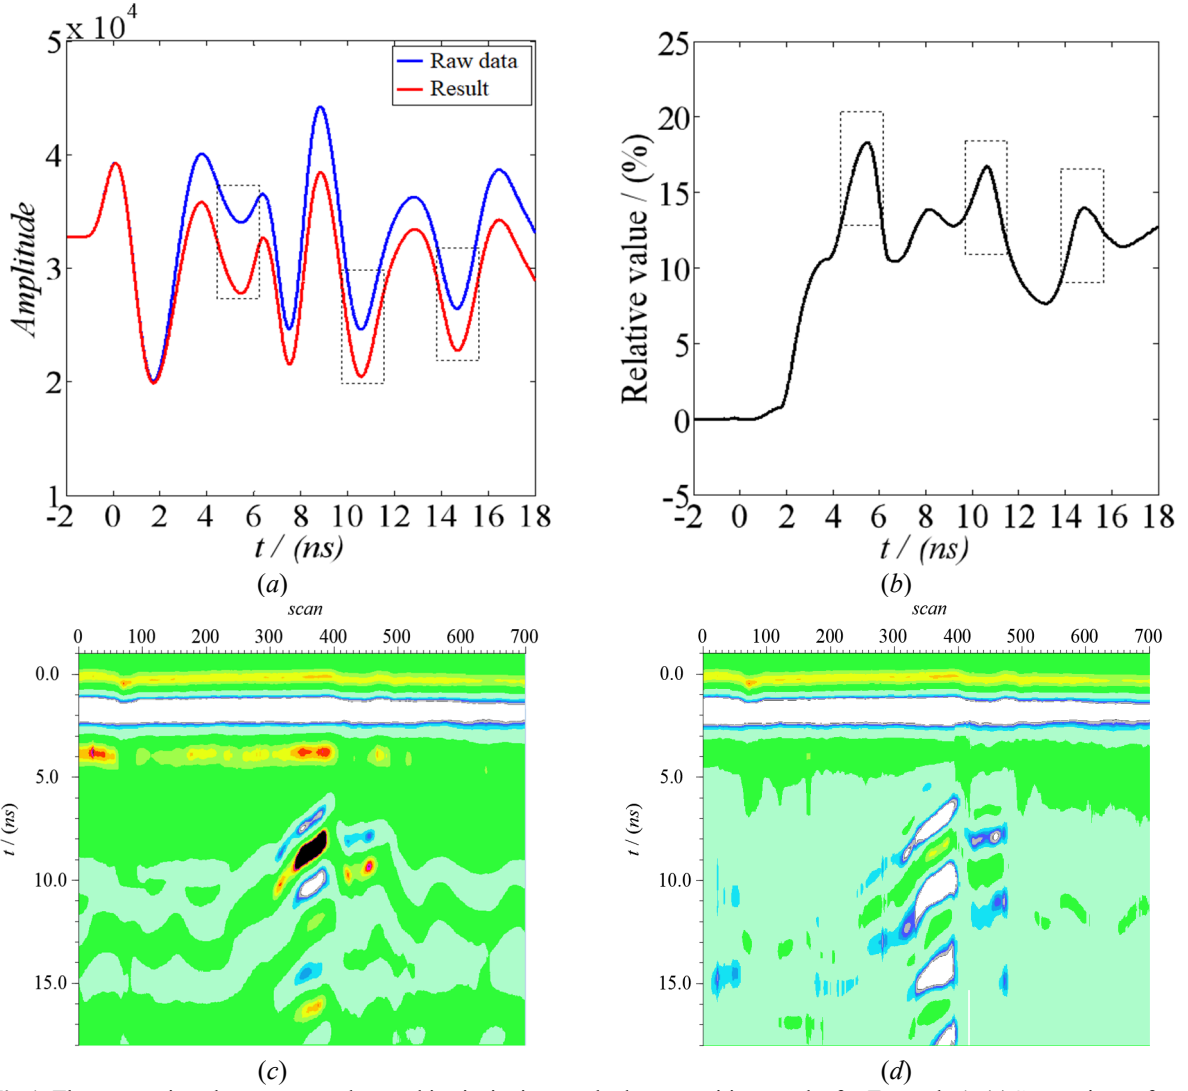 5x 10⁴
4
3
2
1
Amplitude
Raw data
Result
-2 0 2 4 6 8 10 12 14 16 18
t / (ns)
(a)
25
20
15
10
5
0
-5
Relative value / (%)
-2 0 2 4 6 8 10 12 14 16 18
t / (ns)
(b)
scan
0 100 200 300 400 500 600 700
0.0
5.0
10.0
15.0
t / (ns)
(c)
scan
0 100 200 300 400 500 600 700
0.0
5.0
10.0
15.0
t / (ns)
(d)